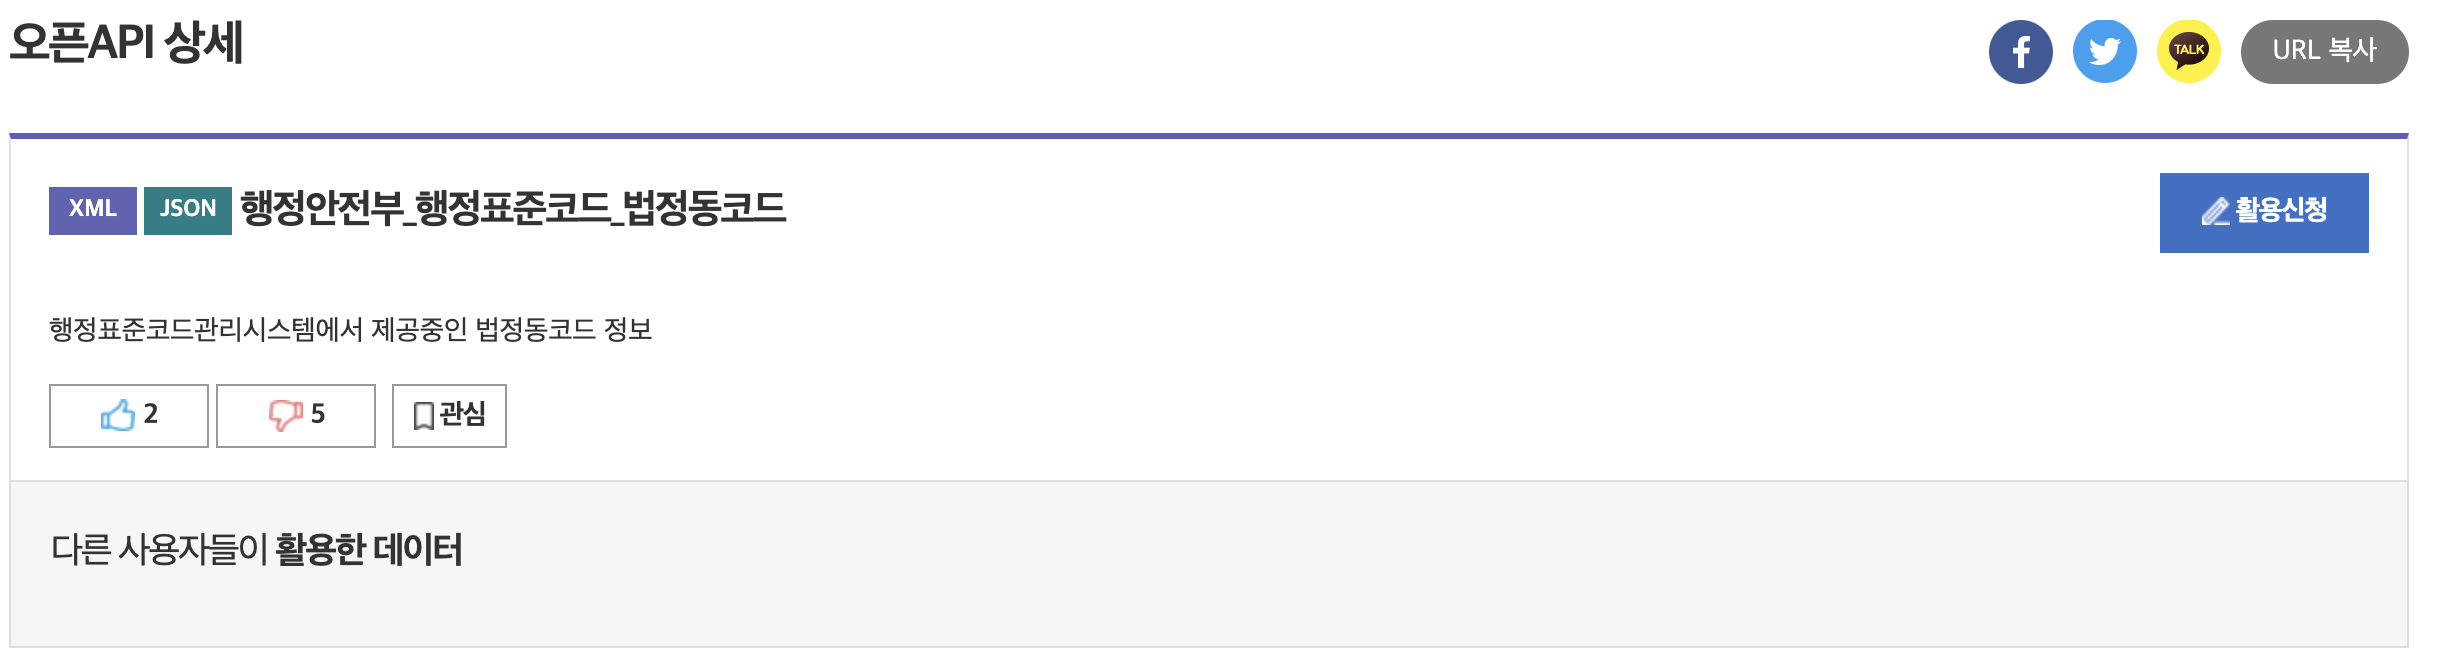 오픈API 상세
TALK
URL 복사
XML JSON 행정안전부_행정표준코드_법정동코드
활용신청
행정표준코드관리시스템에서 제공중인 법정동코드 정보
2 5 관심
다른 사용자들이 활용한 데이터